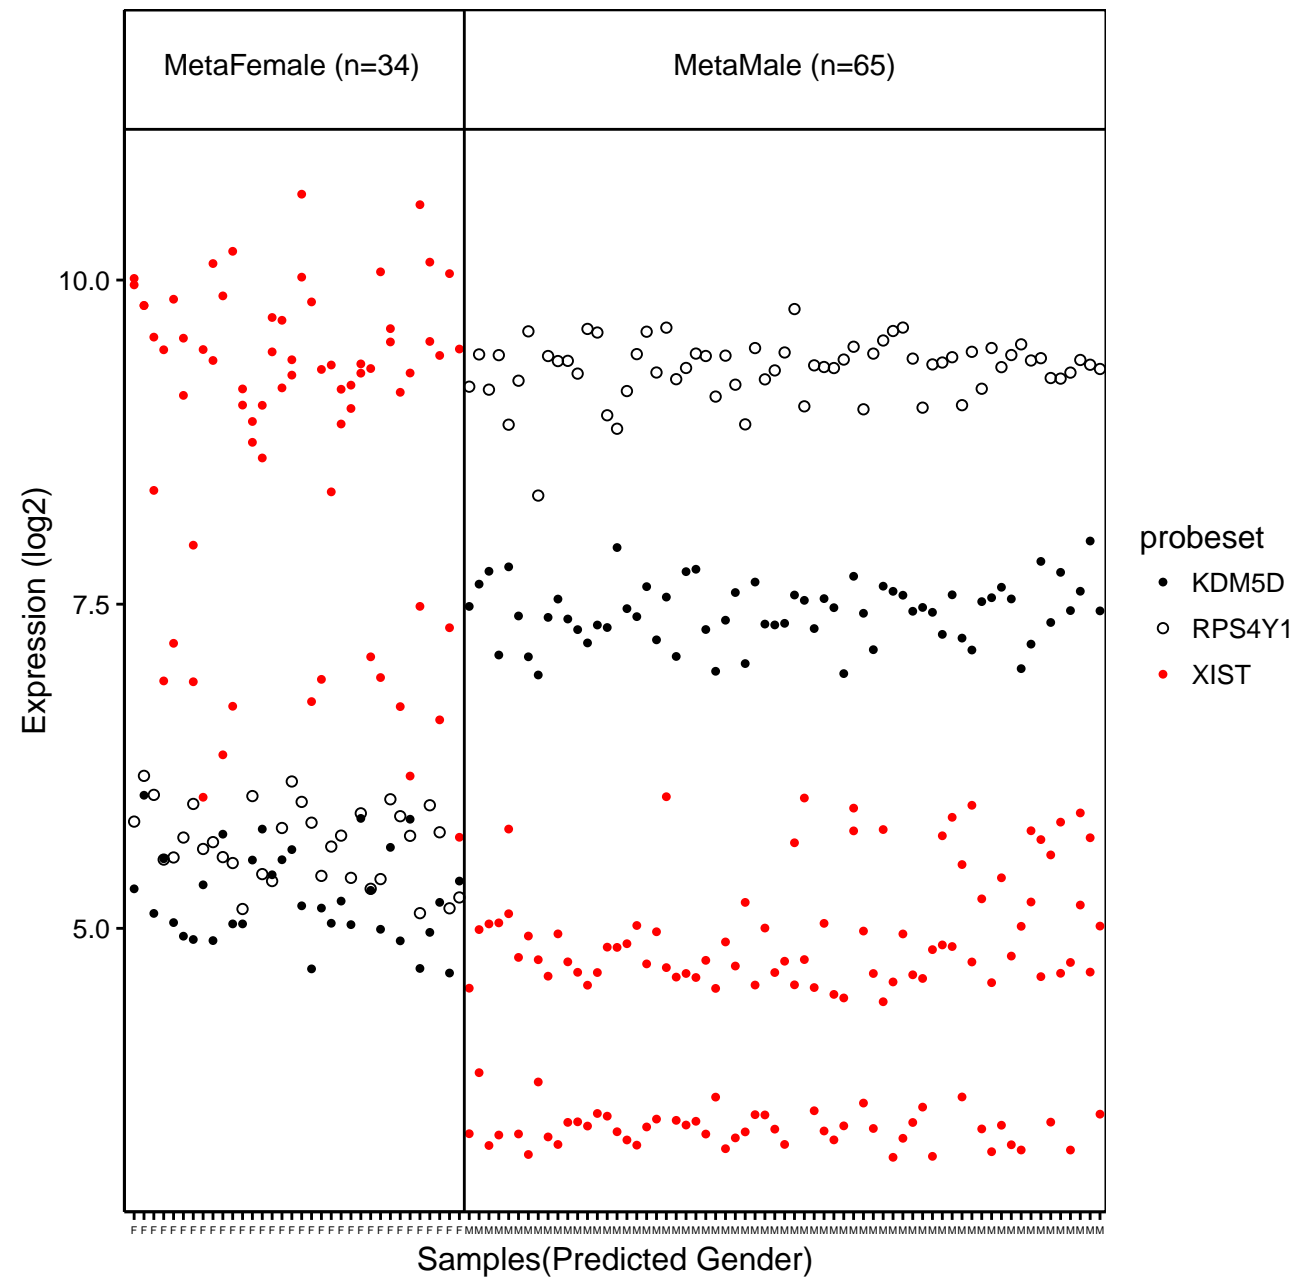 MetaFemale (n=34)
MetaMale (n=65)
10.0
7.5
5.0
Expression (log2)
probeset
KDM5D
RPS4Y1
XIST
F F F F F F F F F F F F F F F F F F F F F F F F F F F F F F F F F F MMMMMMMMMMMMMMMMMMMMMMMMMMMMMMMMMMMMMMMMMMMMMMMMMMMMMMMMMMMMMMMMM
Samples(Predicted Gender)